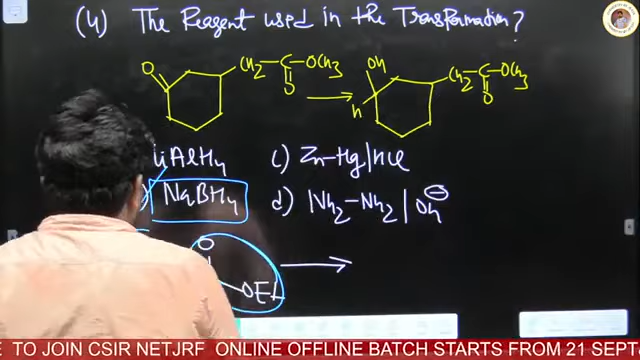 (4) The Reagent used in the Transformation?
O CH2-C-OCH3 OH CH2-C-OCH3
O H O
LiAlH4 c) Zn-Hg/HCl
) NaBH4 d) NH2-NH2/OH⊖
O
OEt
TO JOIN CSIR NETJRF ONLINE OFFLINE BATCH STARTS FROM 21 SEPT